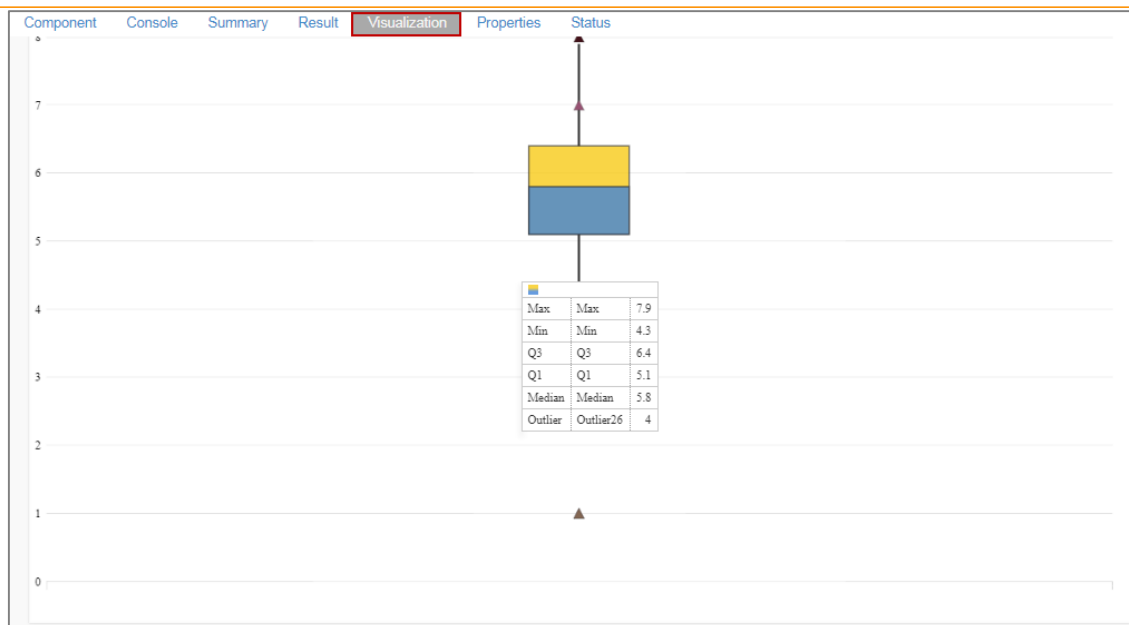 Component Console Summary Result Visualization Properties Status
8
7
6
5
4
3
2
1
0
Max Max 7.9
Min Min 4.3
Q3 Q3 6.4
Q1 Q1 5.1
Median Median 5.8
Outlier Outlier26 4